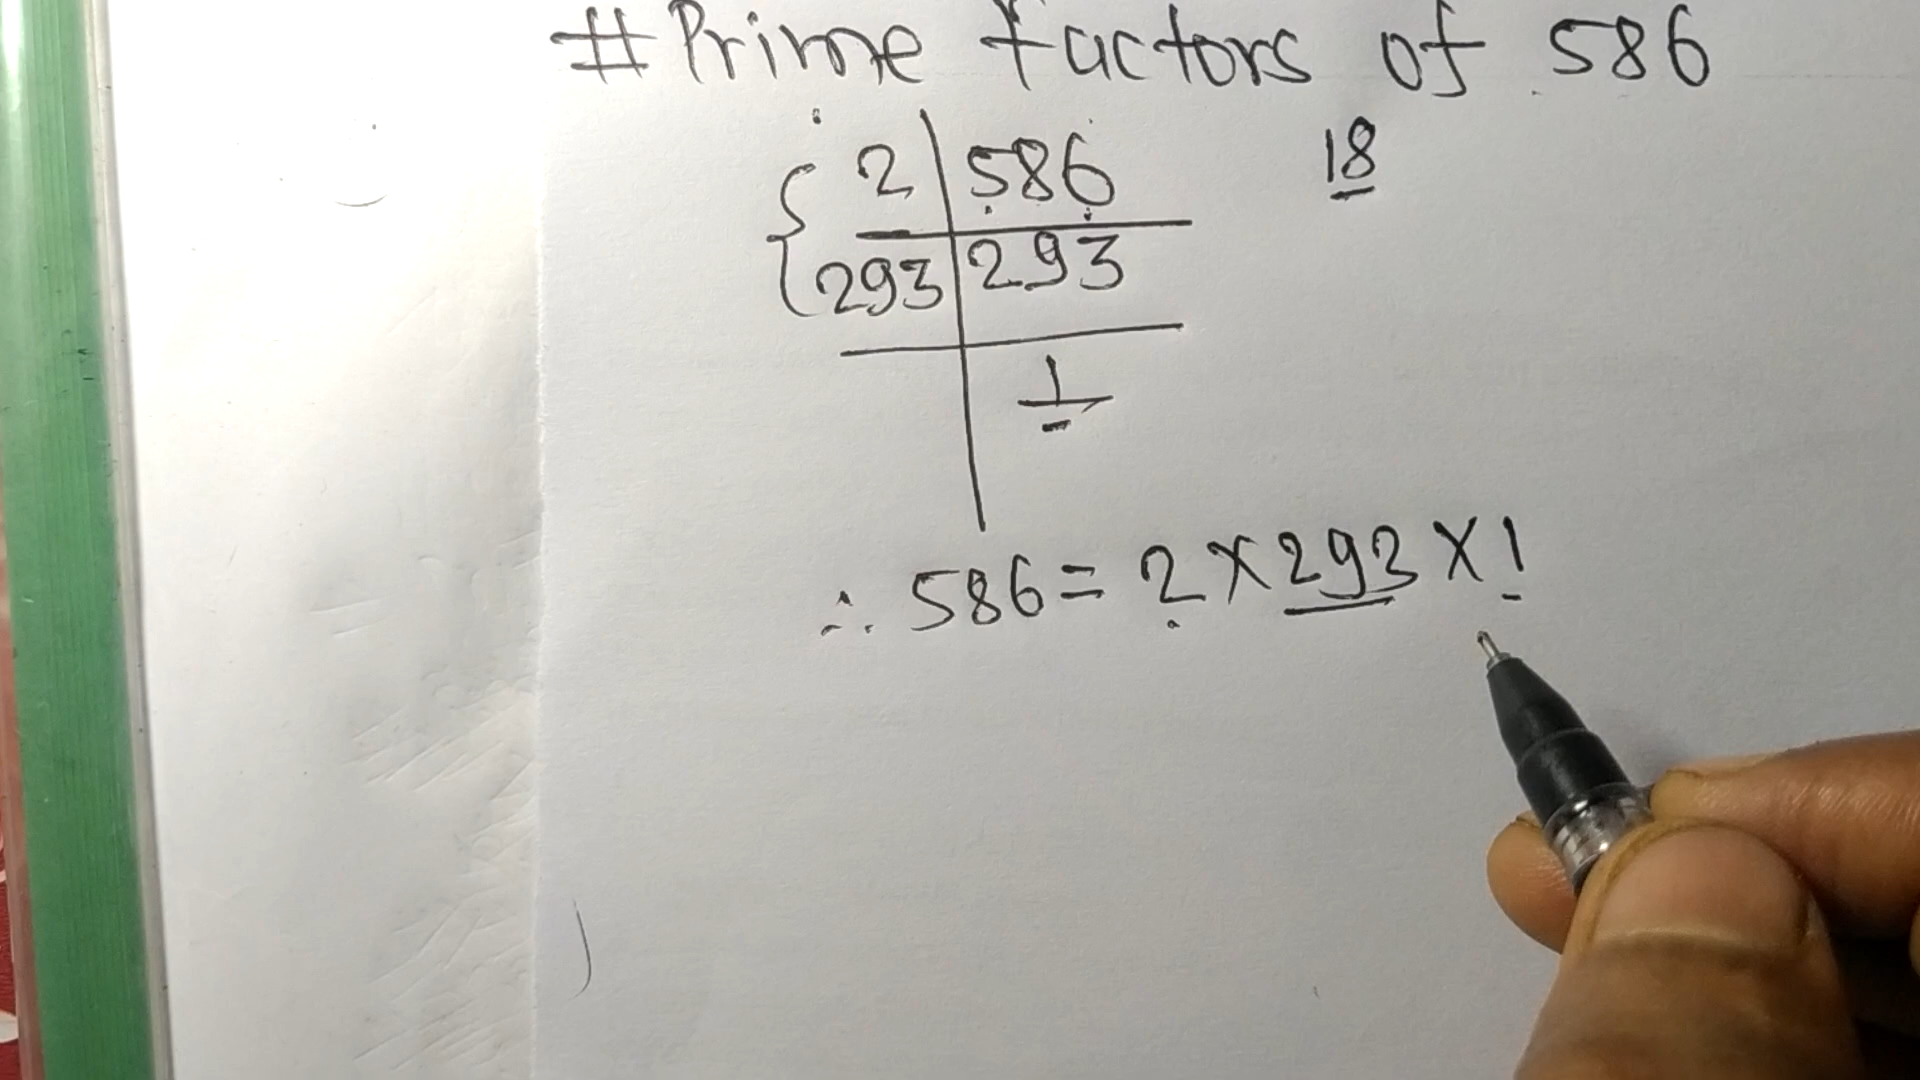 # Prime factors of 586
2 | 586
18
293 | 293
1
∴ 586 = 2 × 293 × 1